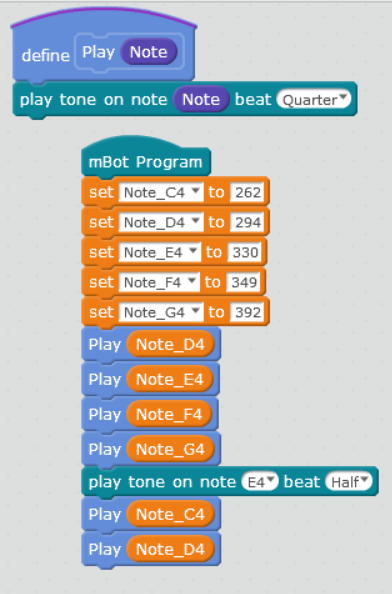 define Play Note
play tone on note Note beat Quarter
mBot Program
set Note_C4 to 262
set Note_D4 to 294
set Note_E4 to 330
set Note_F4 to 349
set Note_G4 to 392
Play Note_D4
Play Note_E4
Play Note_F4
Play Note_G4
play tone on note E4 beat Half
Play Note_C4
Play Note_D4